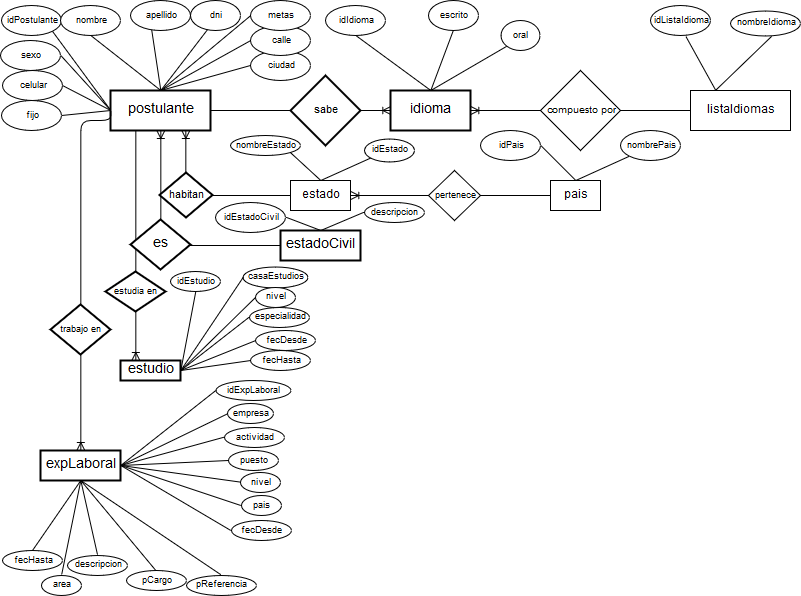 idPostulante
nombre
apellido
dni
metas
idIdioma
escrito
idListaIdioma
nombreIdioma
calle
oral
sexo
ciudad
celular
fijo
postulante
sabe
idioma
compuesto por
listaIdiomas
nombreEstado
idEstado
idPais
nombrePais
habitan
estado
pertenece
pais
idEstadoCivil
descripcion
es
estadoCivil
estudia en
idEstudio
casaEstudios
nivel
especialidad
trabajo en
fecDesde
fecHasta
estudio
idExpLaboral
empresa
actividad
expLaboral
puesto
nivel
pais
fecDesde
fecHasta
descripcion
area
pCargo
pReferencia